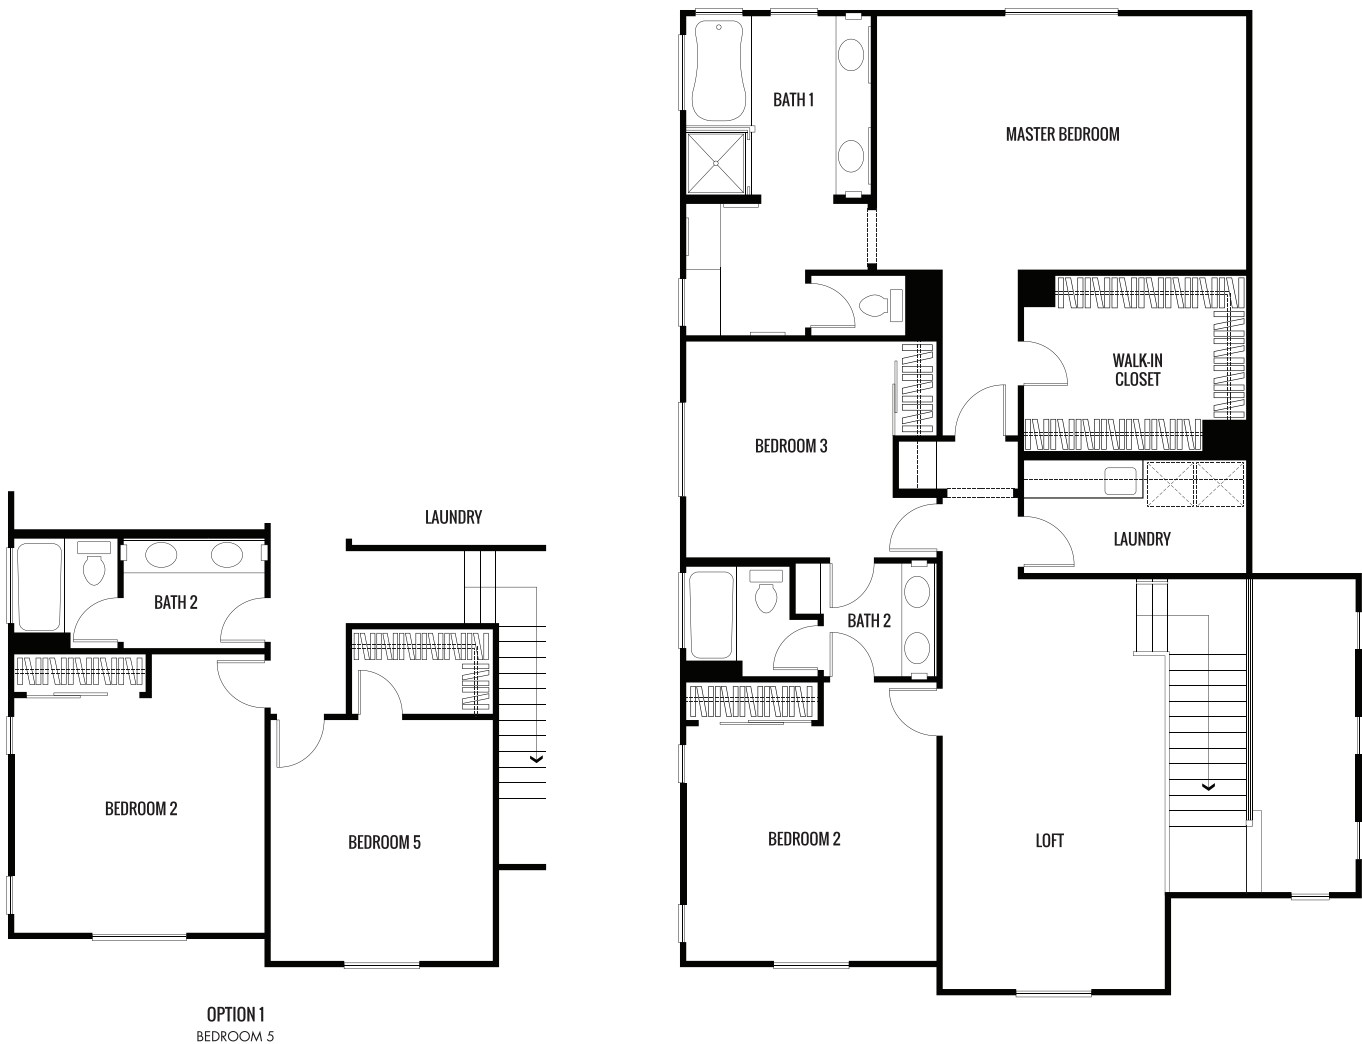 LAUNDRY
BATH 2
BEDROOM 2
BEDROOM 5
OPTION 1
BEDROOM 5
BATH 1
MASTER BEDROOM
WALK-IN
CLOSET
BEDROOM 3
LAUNDRY
BATH 2
BEDROOM 2
LOFT